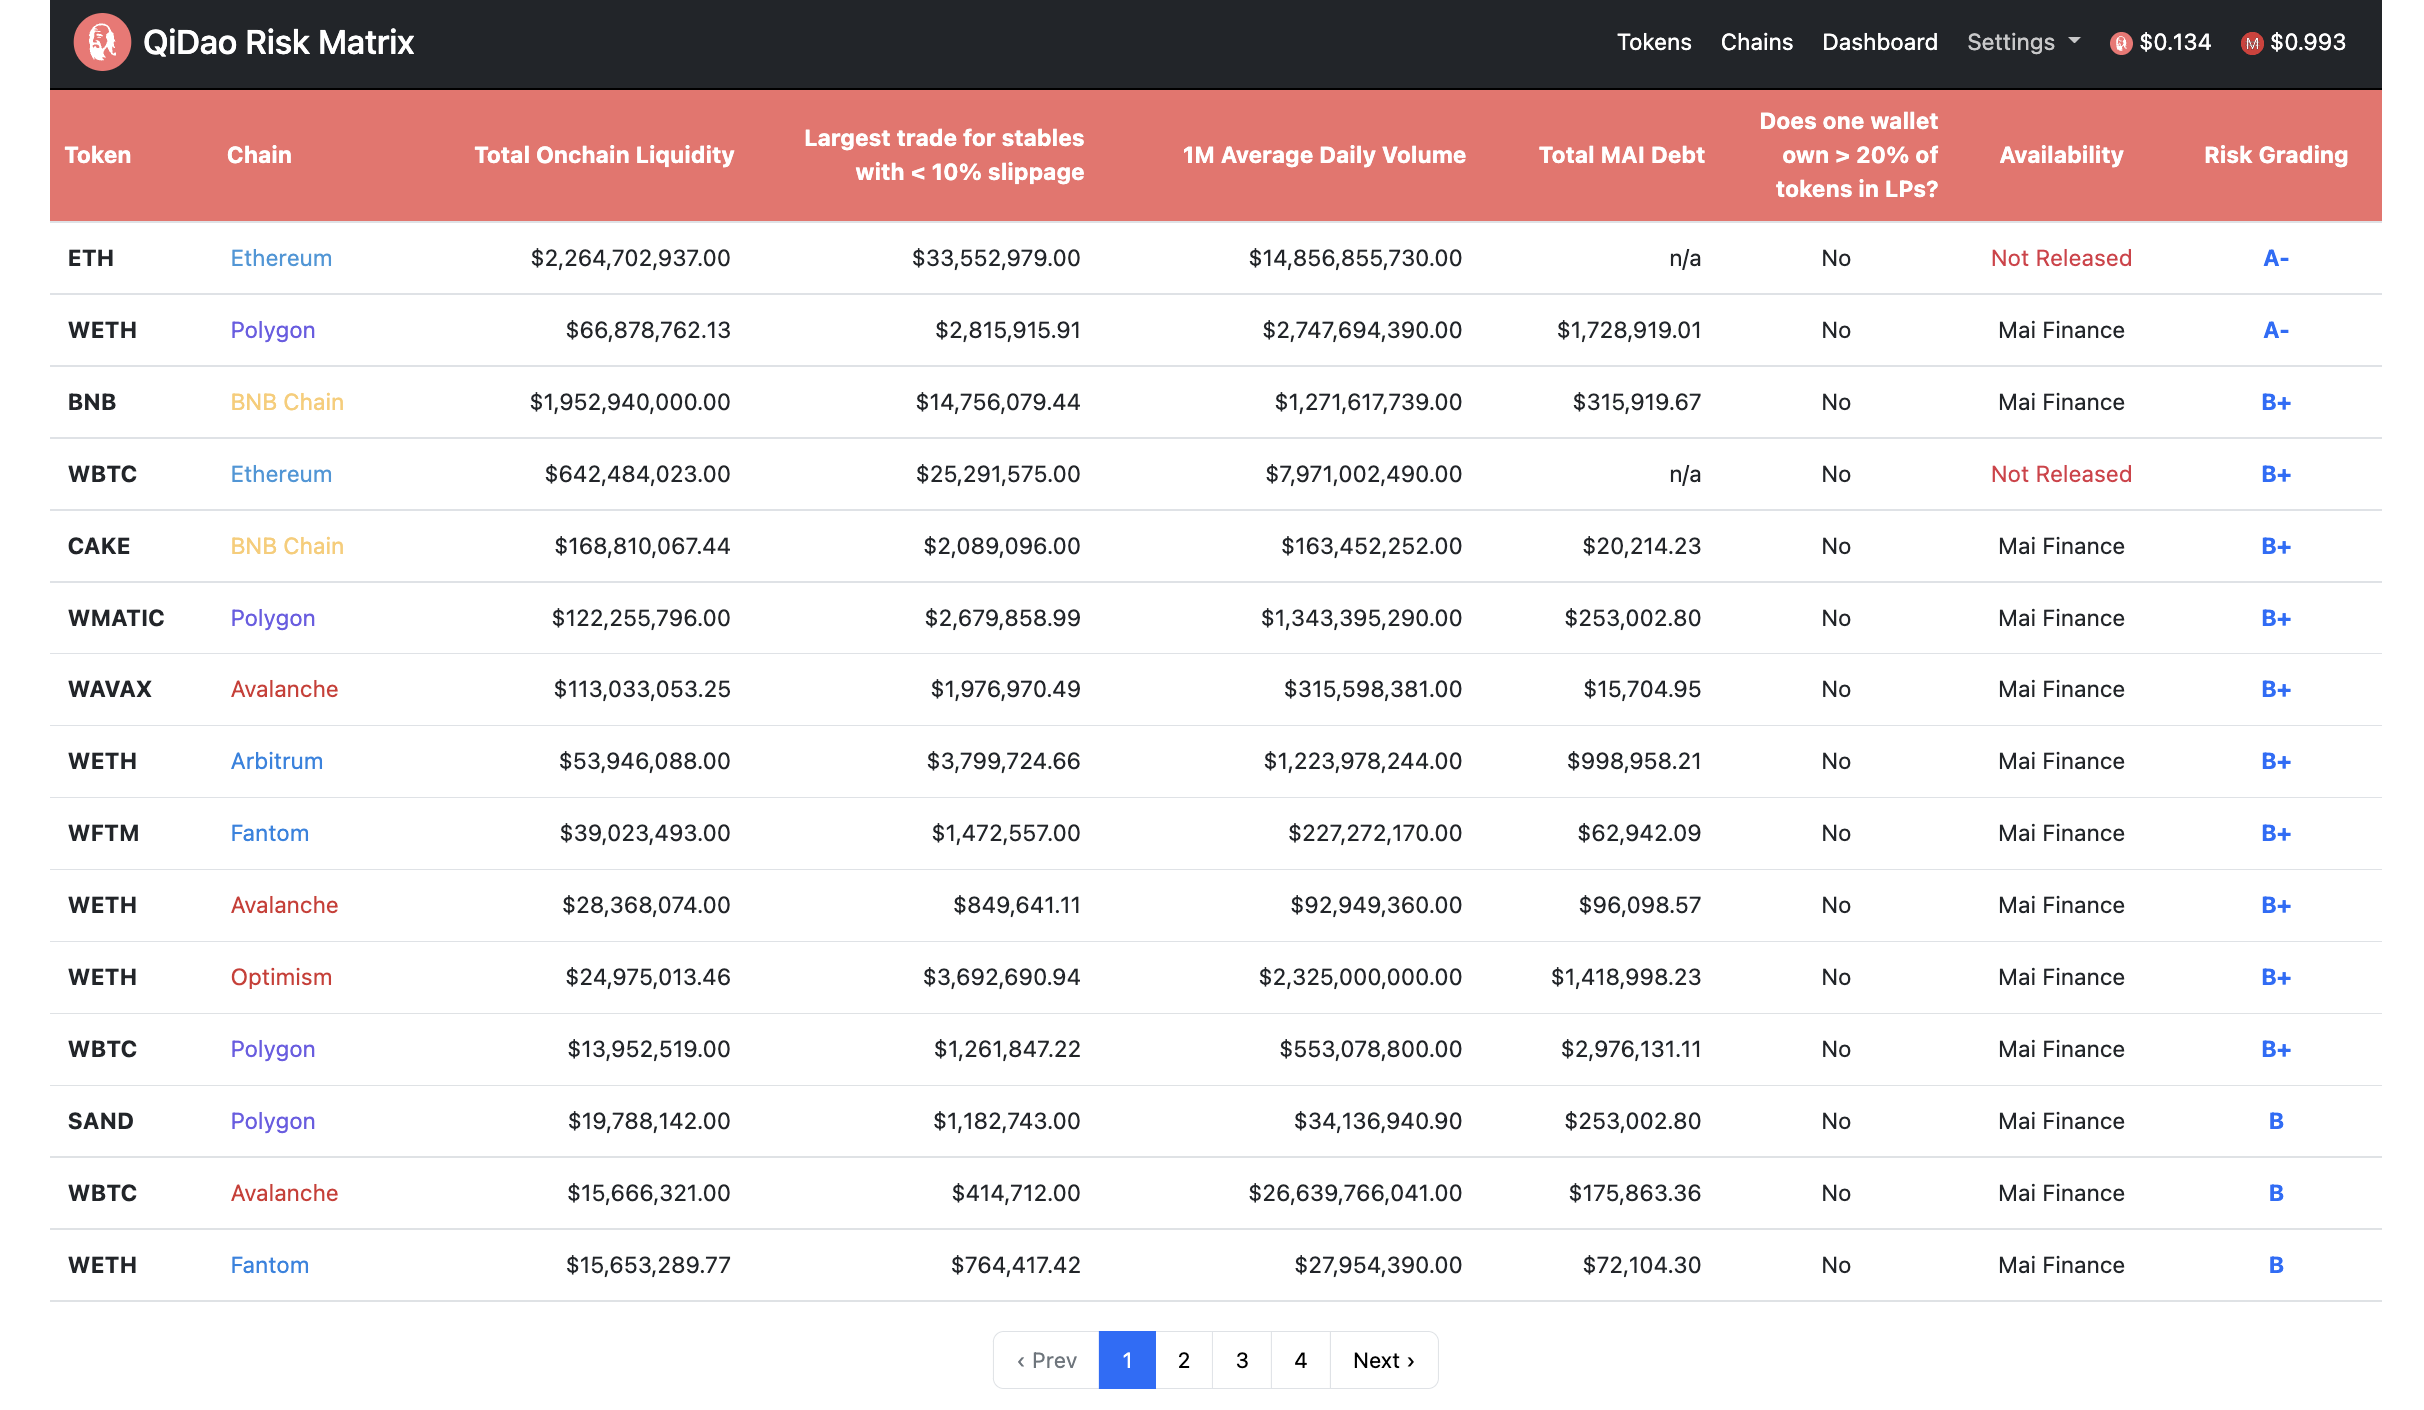 QiDao Risk Matrix Tokens Chains Dashboard Settings $0.134 M $0.993
Token Chain Total Onchain Liquidity Largest trade for stables with < 10% slippage 1M Average Daily Volume Total MAI Debt Does one wallet own > 20% of tokens in LPs? Availability Risk Grading
ETH Ethereum $2,264,702,937.00 $33,552,979.00 $14,856,855,730.00 n/a No Not Released A-
WETH Polygon $66,878,762.13 $2,815,915.91 $2,747,694,390.00 $1,728,919.01 No Mai Finance A-
BNB BNB Chain $1,952,940,000.00 $14,756,079.44 $1,271,617,739.00 $315,919.67 No Mai Finance B+
WBTC Ethereum $642,484,023.00 $25,291,575.00 $7,971,002,490.00 n/a No Not Released B+
CAKE BNB Chain $168,810,067.44 $2,089,096.00 $163,452,252.00 $20,214.23 No Mai Finance B+
WMATIC Polygon $122,255,796.00 $2,679,858.99 $1,343,395,290.00 $253,002.80 No Mai Finance B+
WAVAX Avalanche $113,033,053.25 $1,976,970.49 $315,598,381.00 $15,704.95 No Mai Finance B+
WETH Arbitrum $53,946,088.00 $3,799,724.66 $1,223,978,244.00 $998,958.21 No Mai Finance B+
WFTM Fantom $39,023,493.00 $1,472,557.00 $227,272,170.00 $62,942.09 No Mai Finance B+
WETH Avalanche $28,368,074.00 $849,641.11 $92,949,360.00 $96,098.57 No Mai Finance B+
WETH Optimism $24,975,013.46 $3,692,690.94 $2,325,000,000.00 $1,418,998.23 No Mai Finance B+
WBTC Polygon $13,952,519.00 $1,261,847.22 $553,078,800.00 $2,976,131.11 No Mai Finance B+
SAND Polygon $19,788,142.00 $1,182,743.00 $34,136,940.90 $253,002.80 No Mai Finance B
WBTC Avalanche $15,666,321.00 $414,712.00 $26,639,766,041.00 $175,863.36 No Mai Finance B
WETH Fantom $15,653,289.77 $764,417.42 $27,954,390.00 $72,104.30 No Mai Finance B
‹ Prev 1 2 3 4 Next ›